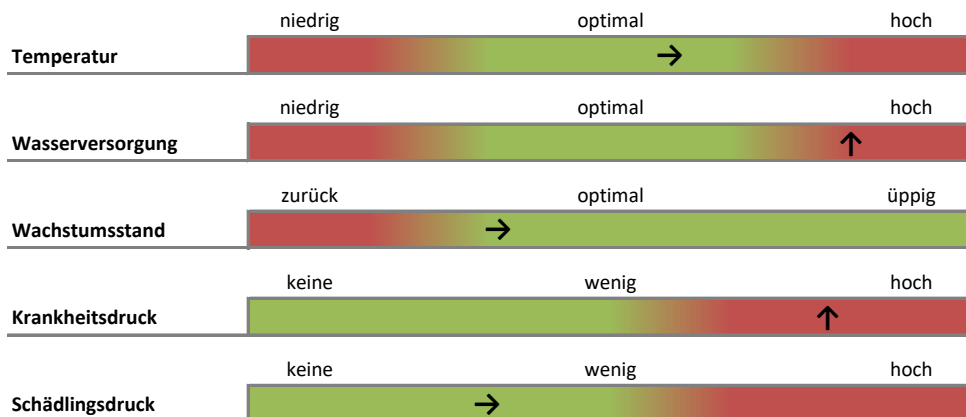 niedrig optimal hoch
Temperatur →
niedrig optimal hoch
Wasserversorgung ↑
zurück optimal üppig
Wachstumsstand →
keine wenig hoch
Krankheitsdruck ↑
keine wenig hoch
Schädlingsdruck →